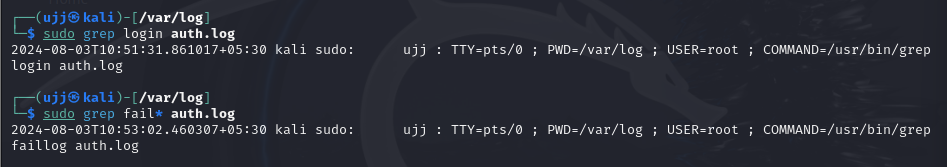 ┌──(ujj㉿kali)-[/var/log]
└─$ sudo grep login auth.log
2024-08-03T10:51:31.861017+05:30 kali sudo:      ujj : TTY=pts/0 ; PWD=/var/log ; USER=root ; COMMAND=/usr/bin/grep
login auth.log
┌──(ujj㉿kali)-[/var/log]
└─$ sudo grep fail* auth.log
2024-08-03T10:53:02.460307+05:30 kali sudo:      ujj : TTY=pts/0 ; PWD=/var/log ; USER=root ; COMMAND=/usr/bin/grep
faillog auth.log